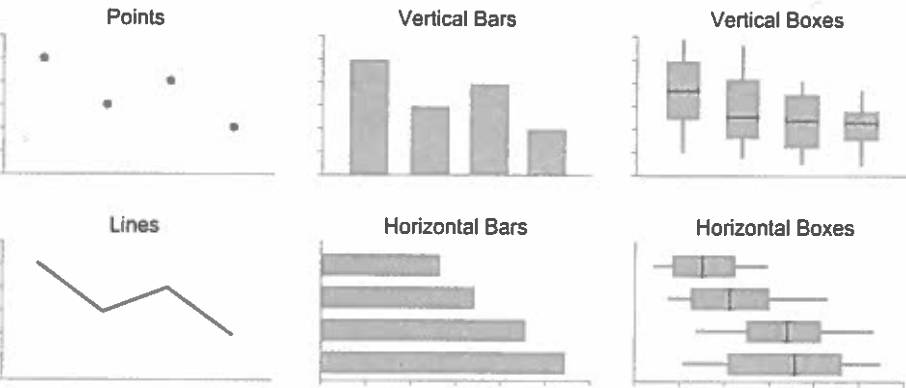 Points
Vertical Bars
Vertical Boxes
Lines
Horizontal Bars
Horizontal Boxes